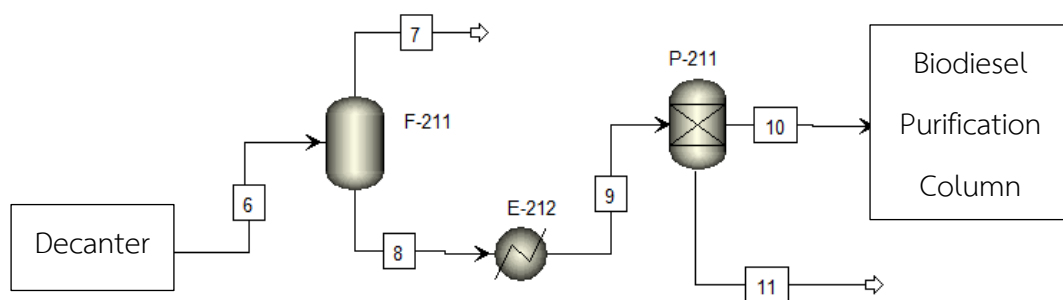 7
P-211
Biodiesel
Purification
Column
F-211
10
6
9
E-212
Decanter
8
11